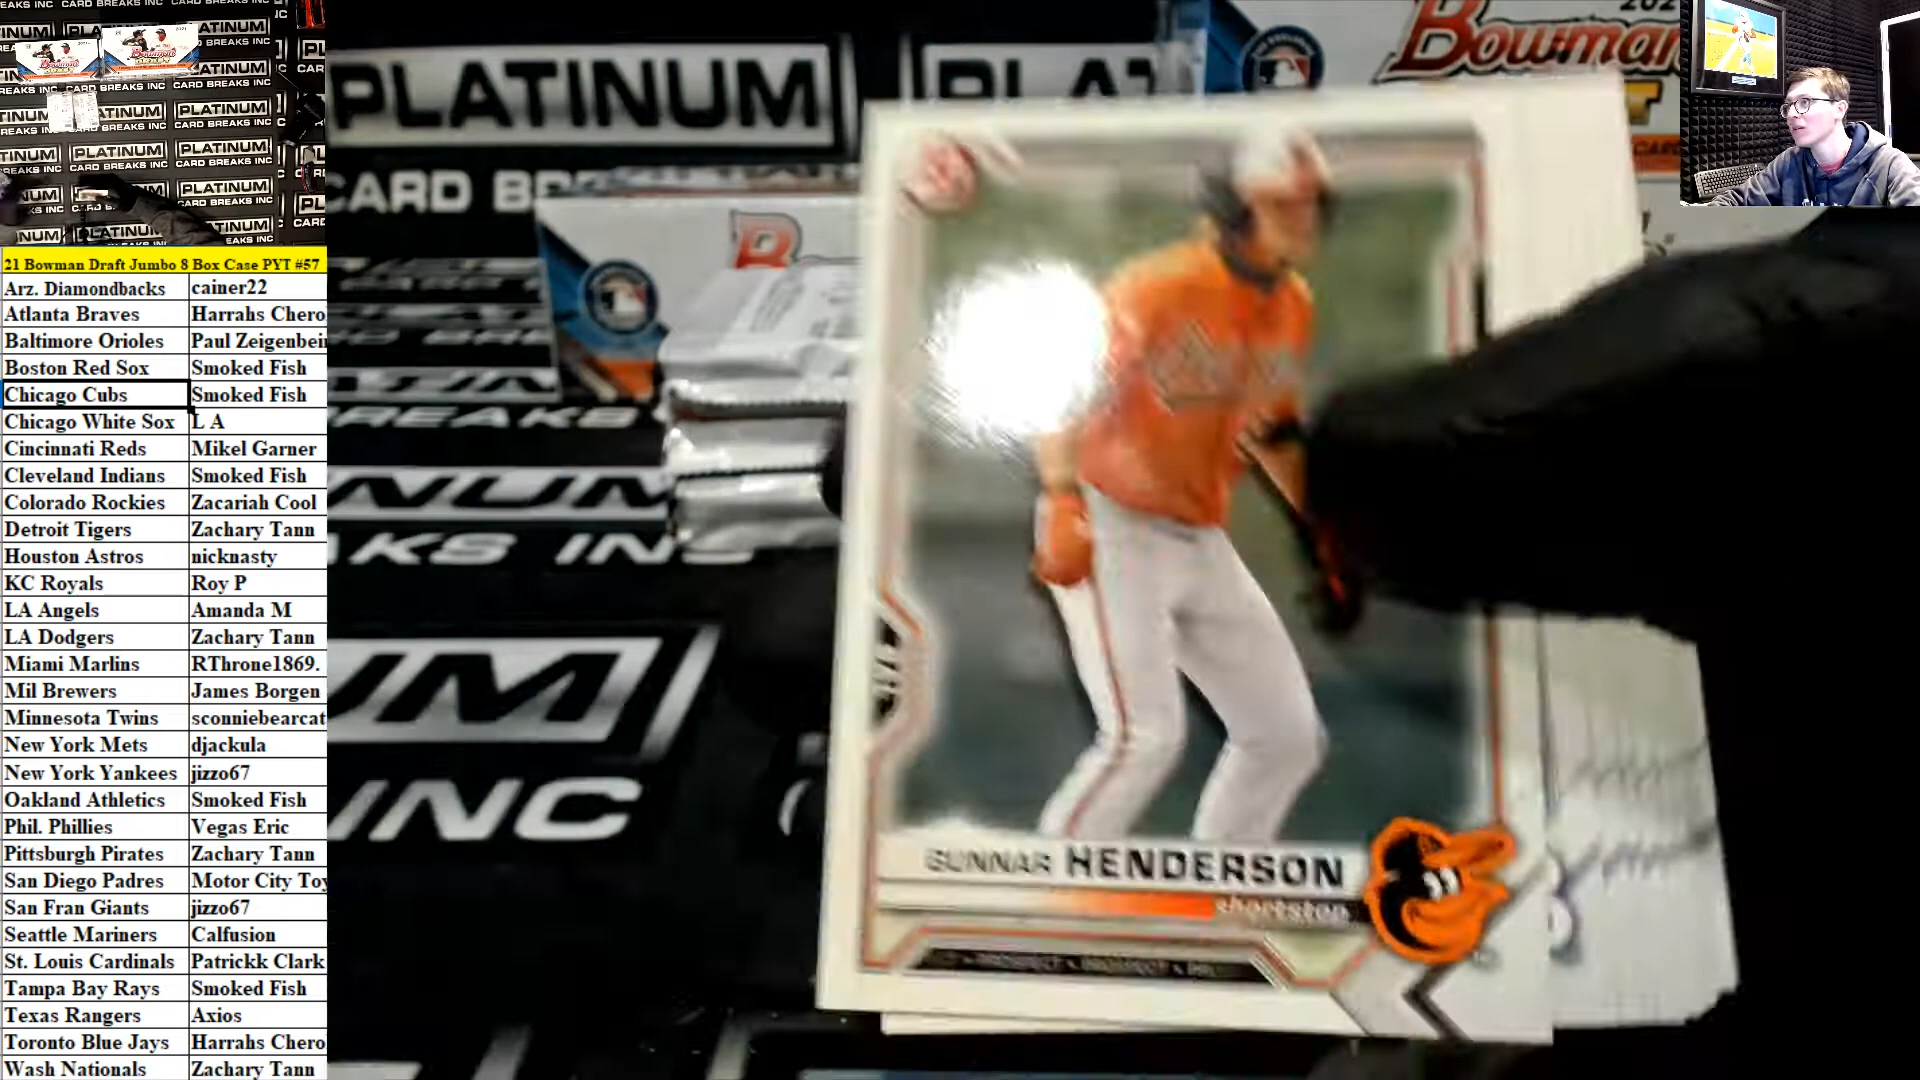 21 Bowman Draft Jumbo 8 Box Case PYT #57
Arz. Diamondbacks cainer22
Atlanta Braves Harrahs Chero
Baltimore Orioles Paul Zeigenbein
Boston Red Sox Smoked Fish
Chicago Cubs Smoked Fish
Chicago White Sox L A
Cincinnati Reds Mikel Garner
Cleveland Indians Smoked Fish
Colorado Rockies Zacariah Cool
Detroit Tigers Zachary Tann
Houston Astros nicknasty
KC Royals Roy P
LA Angels Amanda M
LA Dodgers Zachary Tann
Miami Marlins RThrone1869.
Mil Brewers James Borgen
Minnesota Twins sconniebearcat
New York Mets djackula
New York Yankees jizzo67
Oakland Athletics Smoked Fish
Phil. Phillies Vegas Eric
Pittsburgh Pirates Zachary Tann
San Diego Padres Motor City Toy
San Fran Giants jizzo67
Seattle Mariners Calfusion
St. Louis Cardinals Patrickk Clark
Tampa Bay Rays Smoked Fish
Texas Rangers Axios
Toronto Blue Jays Harrahs Chero
Wash Nationals Zachary Tann
PLATINUM
CARD BREAKS INC
PLATINUM
Bowman
GUNNAR HENDERSON
shortstop
PROSPECT
INC